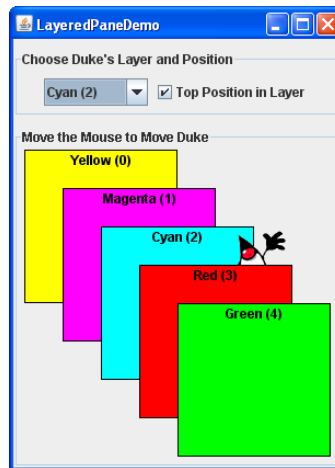 LayeredPaneDemo
Choose Duke's Layer and Position
Cyan (2) Top Position in Layer
Move the Mouse to Move Duke
Yellow (0)
Magenta (1)
Cyan (2)
Red (3)
Green (4)